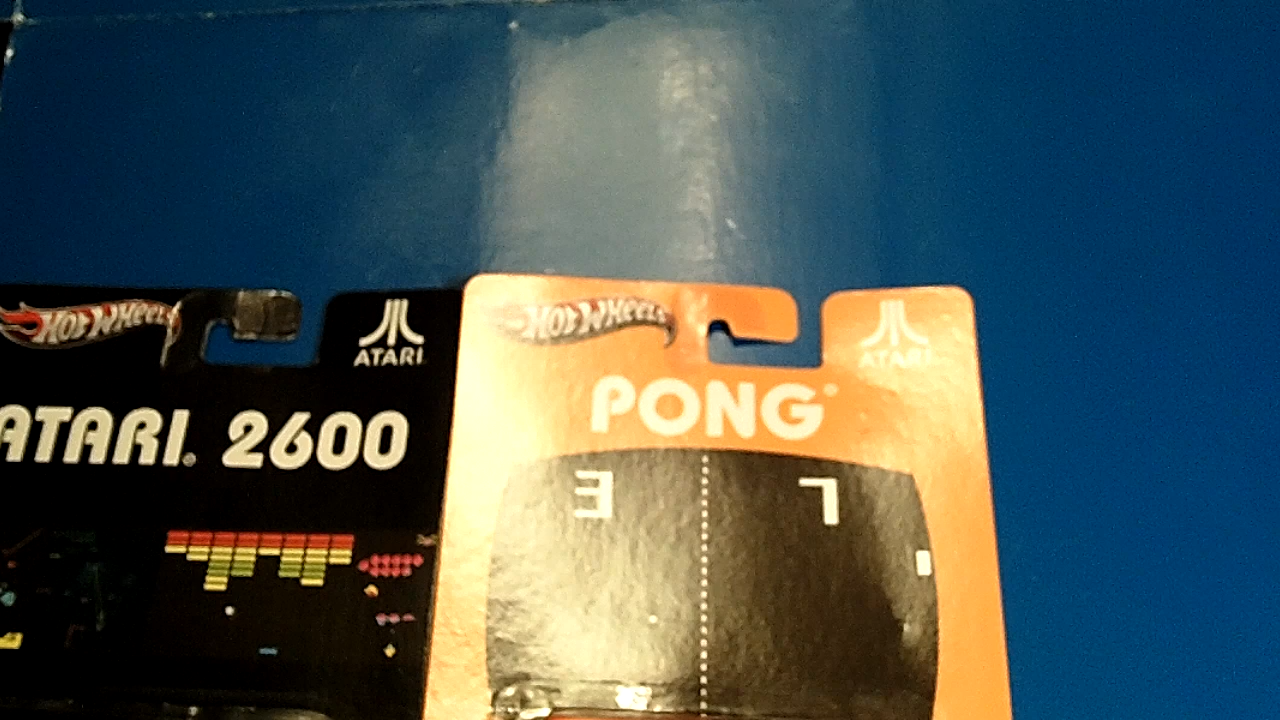 HOT WHEELS
ATARI
ATARI 2600
HOT WHEELS
ATARI
PONG
3 7